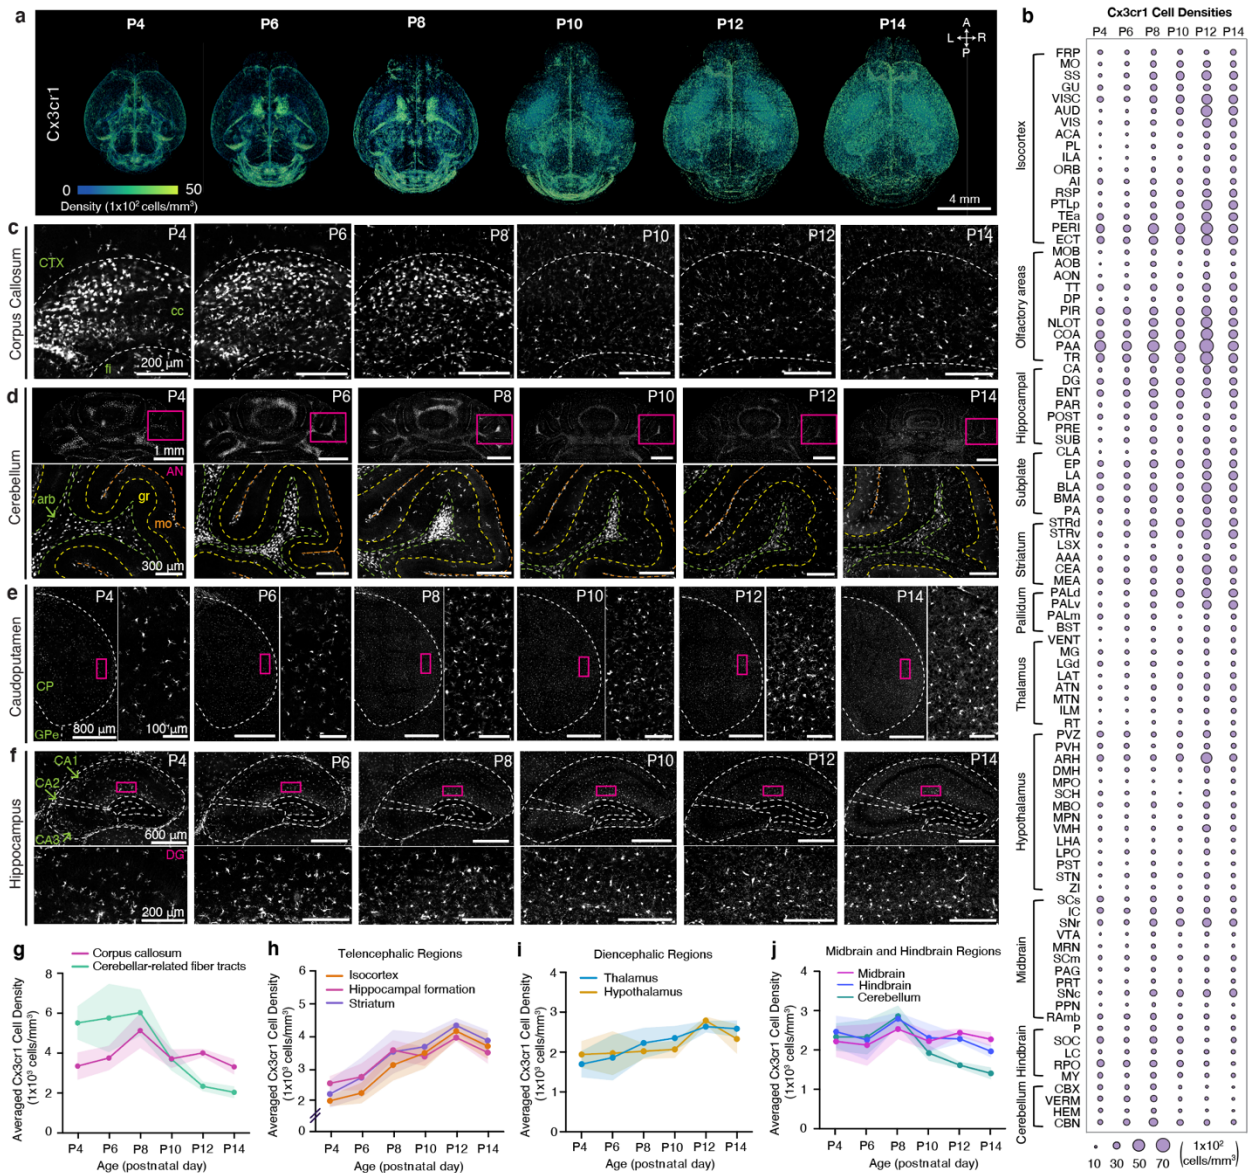 a
P4 P6 P8 P10 P12 P14
A
L R
P
Cx3cr1
0 50
Density (1x10² cells/mm³)
4 mm
b
Cx3cr1 Cell Densities
P4 P6 P8 P10 P12 P14
Isocortex
FRP
MO
SS
GU
VISC
AUD
VIS
ACA
PL
ILA
ORB
AI
RSP
PTLp
TEa
PERI
ECT
Olfactory areas
MOB
AOB
AON
TT
DP
PIR
NLOT
COA
PAA
TR
Hippocampal
CA
DG
ENT
PAR
POST
PRE
SUB
Subplate
CLA
EP
LA
BLA
BMA
PA
Striatum
STRd
STRv
LSX
AAA
CEA
MEA
Pallidum
PALd
PALv
PALm
BST
Thalamus
VENT
MG
LGd
LAT
ATN
MTN
ILM
RT
Hypothalamus
PVZ
PVH
ARH
DMH
MPO
SCH
MBO
MPN
VMH
LHA
LPO
PST
STN
ZI
Midbrain
SCs
IC
SNr
VTA
MRN
SCm
PAG
PRT
SNc
PPN
RAmb
Hindbrain
P
SOC
LC
RPO
MY
Cerebellum
CBX
VERM
HEM
CBN
10 30 50 70
(1x10² cells/mm³)
c
Corpus Callosum
P4 P6 P8 P10 P12 P14
CTX
cc
fi
200 µm
d
Cerebellum
P4 P6 P8 P10 P12 P14
1 mm
AN
arb
gr
mo
300 µm
e
Caudoputamen
P4 P6 P8 P10 P12 P14
CP
GPe
800 µm 100 µm
f
Hippocampus
P4 P6 P8 P10 P12 P14
CA1
CA2
CA3
600 µm
DG
200 µm
g
Corpus callosum
Cerebellar-related fiber tracts
Averaged Cx3cr1 Cell Density
(1x10³ cells/mm³)
8
6
4
2
0
P4 P6 P8 P10 P12 P14
Age (postnatal day)
h
Telencephalic Regions
Isocortex
Hippocampal formation
Striatum
Averaged Cx3cr1 Cell Density
(1x10³ cells/mm³)
6
5
4
3
2
0
P4 P6 P8 P10 P12 P14
Age (postnatal day)
i
Diencephalic Regions
Thalamus
Hypothalamus
Averaged Cx3cr1 Cell Density
(1x10³ cells/mm³)
4
3
2
1
0
P4 P6 P8 P10 P12 P14
Age (postnatal day)
j
Midbrain and Hindbrain Regions
Midbrain
Hindbrain
Cerebellum
Averaged Cx3cr1 Cell Density
(1x10³ cells/mm³)
4
3
2
1
0
P4 P6 P8 P10 P12 P14
Age (postnatal day)